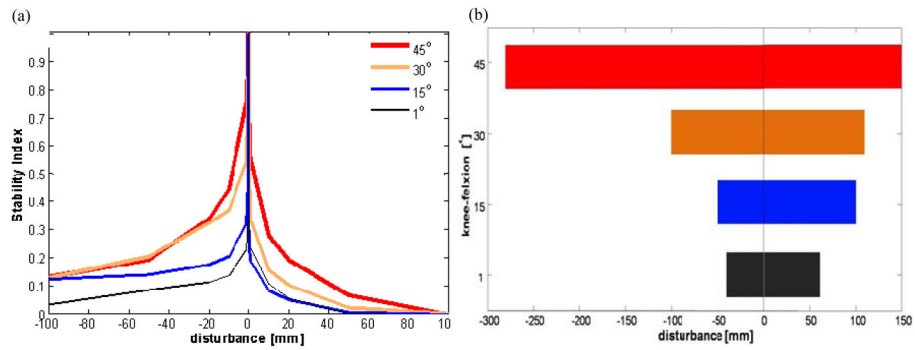 (a)
0.9
0.8
0.7
0.6
0.5
0.4
0.3
0.2
0.1
0
Stability Index
45°
30°
15°
1°
-100 -80 -60 -40 -20 0 20 40 60 80 100
disturbance [mm]
(b)
45
30
15
1
knee-felxion [°]
-300 -250 -200 -150 -100 -50 0 50 100 150
disturbance [mm]